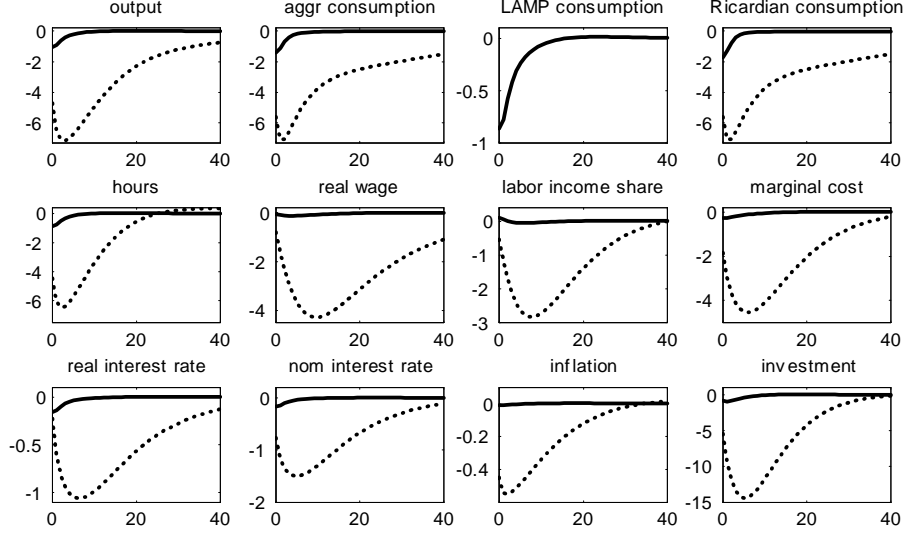 output
aggr consumption
LAMP consumption
Ricardian consumption
0
-2
-4
-6
0 20 40
0
-2
-4
-6
0 20 40
0
-0.5
-1
0 20 40
0
-2
-4
-6
0 20 40
hours
real wage
labor income share
marginal cost
0
-2
-4
-6
0 20 40
0
-2
-4
0 20 40
0
-1
-2
-3
0 20 40
0
-2
-4
0 20 40
real interest rate
nom interest rate
inflation
investment
0
-0.5
-1
0 20 40
0
-1
-2
0 20 40
0
-0.2
-0.4
0 20 40
0
-5
-10
-15
0 20 40